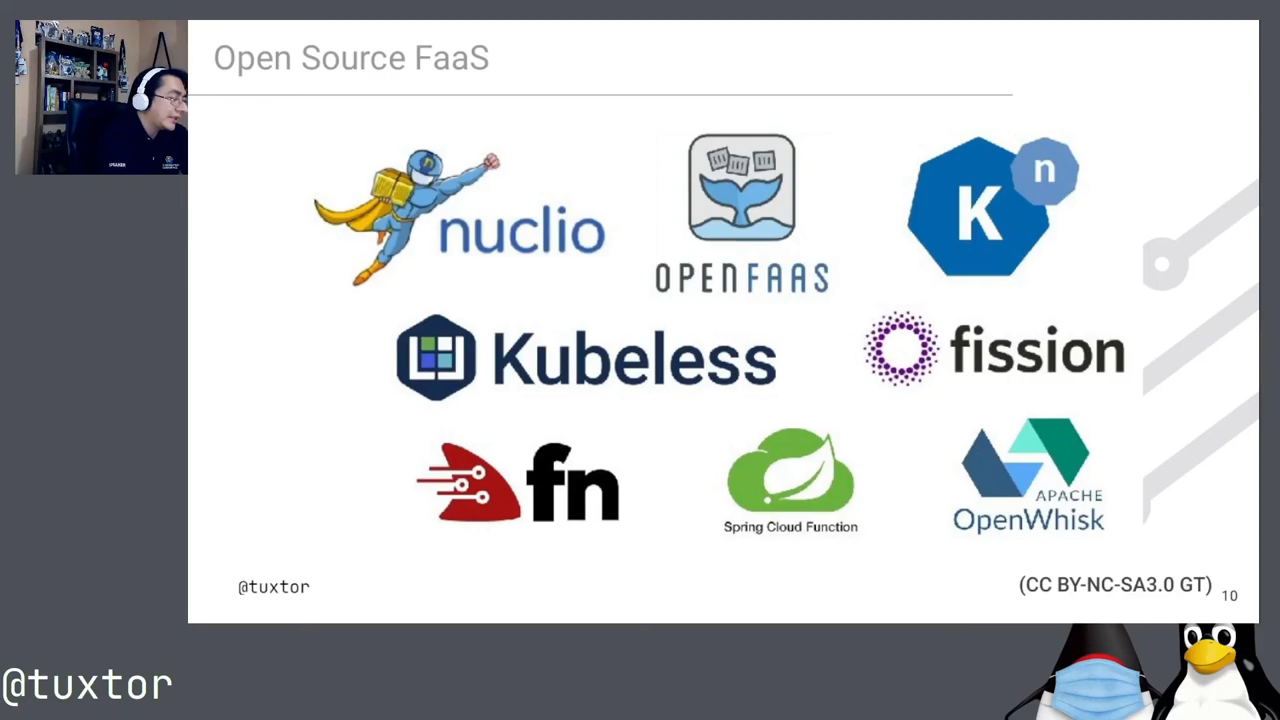 Open Source FaaS
nuclio
OPENFAAS
K
n
Kubeless
fission
fn
Spring Cloud Function
APACHE
OpenWhisk
@tuxtor
(CC BY-NC-SA3.0 GT)
10
@tuxtor